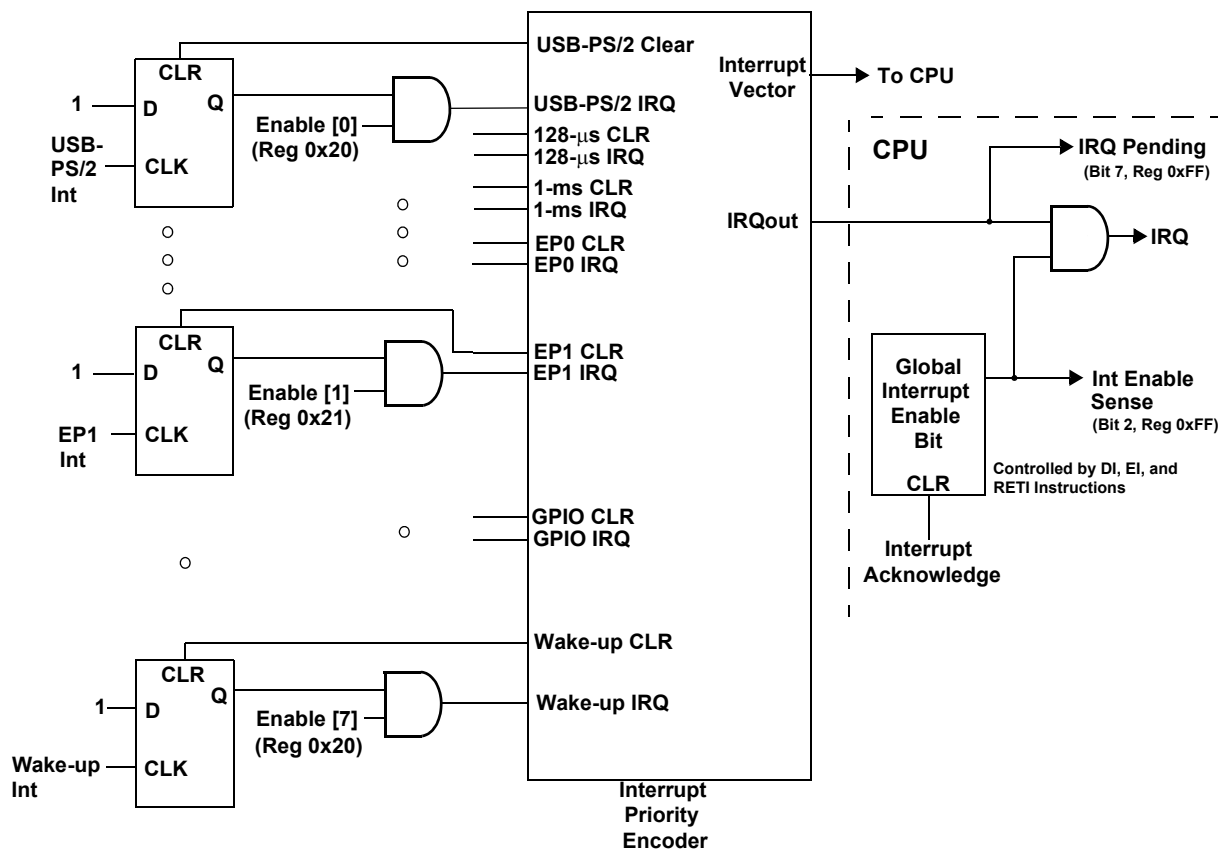 USB-PS/2 Clear
CLR
D
Q
1
USB-
PS/2
Int
CLK
Enable [0]
(Reg 0x20)
USB-PS/2 IRQ
128-μs CLR
128-μs IRQ
1-ms CLR
1-ms IRQ
EP0 CLR
EP0 IRQ
Interrupt
Vector
To CPU
CPU
IRQ Pending
(Bit 7, Reg 0xFF)
IRQout
IRQ
CLR
Q
1
D
EP1
Int
CLK
Enable [1]
(Reg 0x21)
EP1 CLR
EP1 IRQ
Global
Interrupt
Enable
Bit
CLR
Int Enable
Sense
(Bit 2, Reg 0xFF)
Controlled by DI, EI, and
RETI Instructions
Interrupt
Acknowledge
GPIO CLR
GPIO IRQ
Wake-up CLR
CLR
Q
1
D
Wake-up
Int
CLK
Enable [7]
(Reg 0x20)
Wake-up IRQ
Interrupt
Priority
Encoder